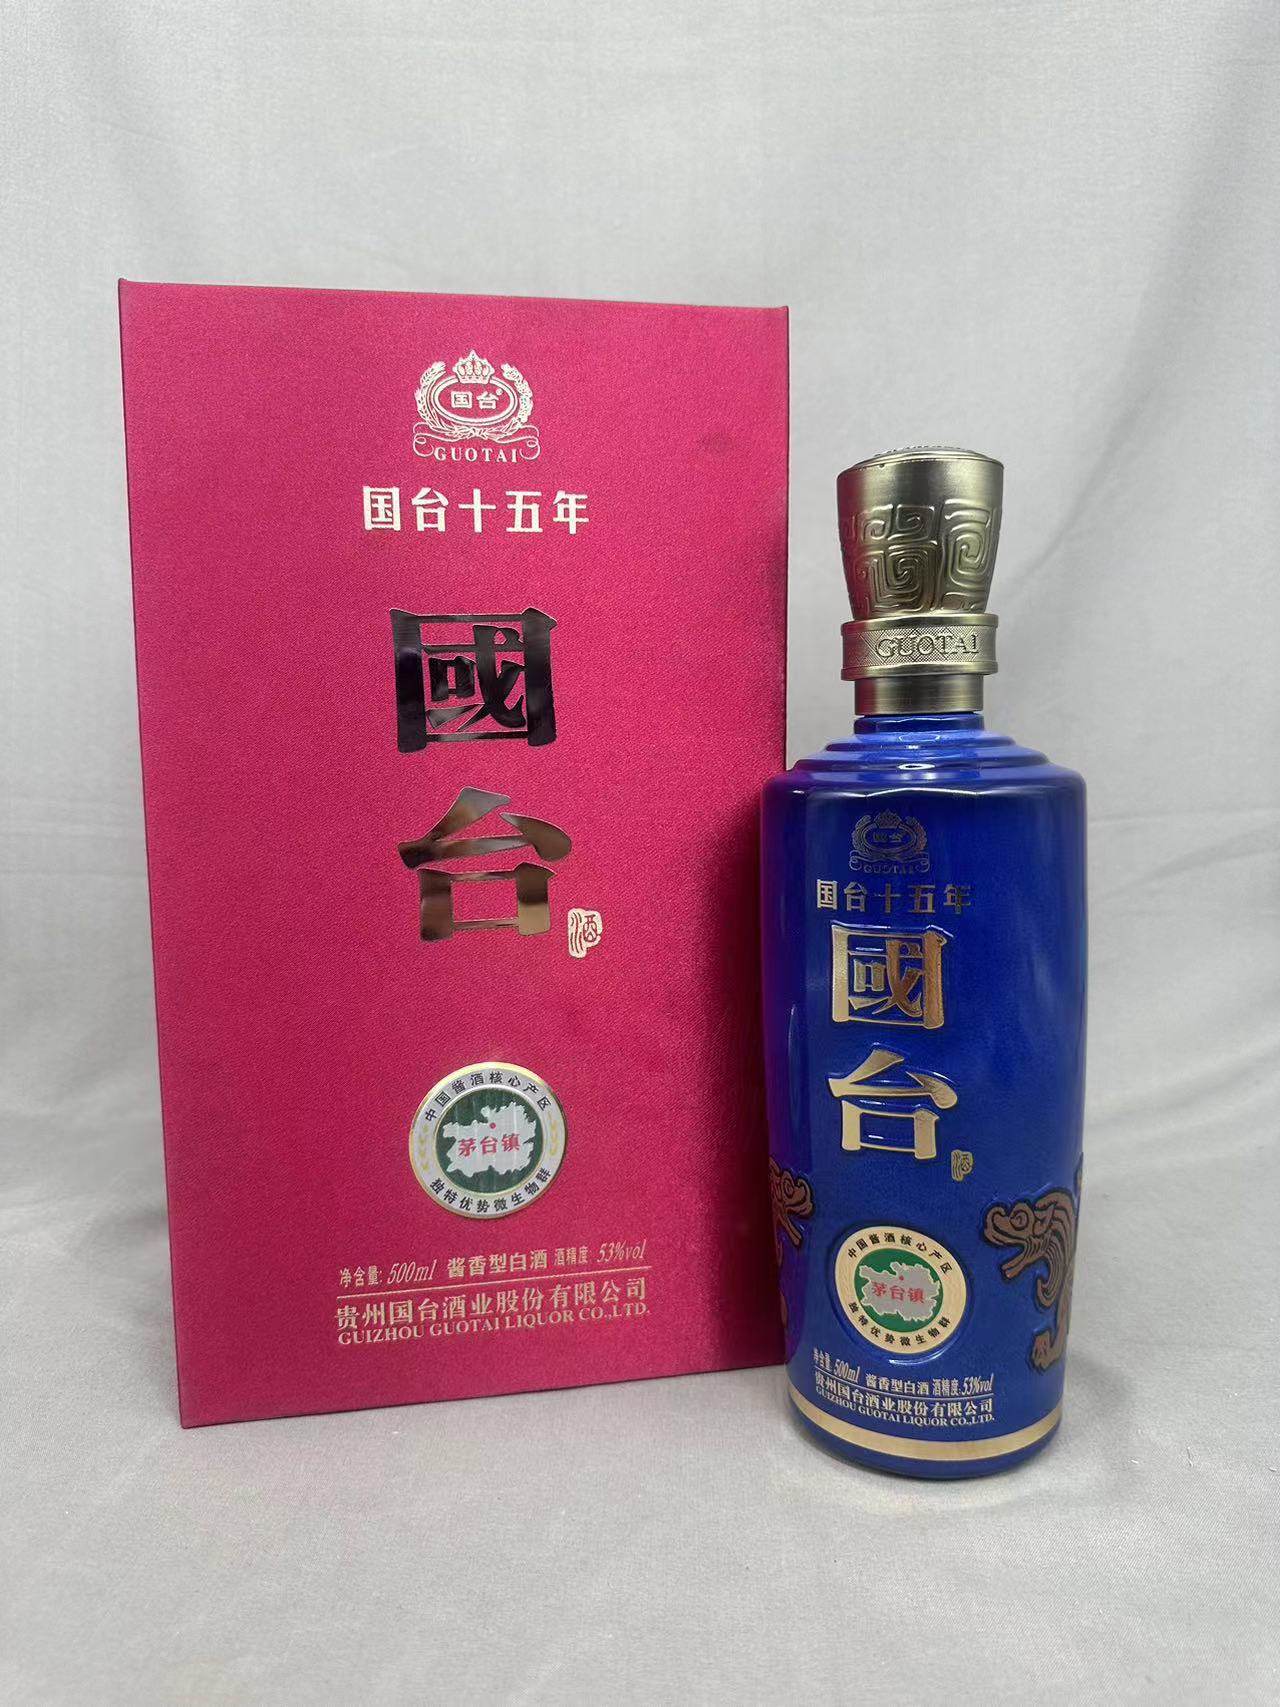 国台
GUOTAI
国台十五年
國
台
酒
中国酱酒核心产区
茅台镇
独特优势微生物群
净含量: 500ml 酱香型白酒 酒精度: 53%vol
贵州国台酒业股份有限公司
GUIZHOU GUOTAI LIQUOR CO.,LTD.
GUOTAI
国台
GUOTAI
国台十五年
國
台
酒
中国酱酒核心产区
茅台镇
独特优势微生物群
净含量: 500ml 酱香型白酒 酒精度: 53%vol
贵州国台酒业股份有限公司
GUIZHOU GUOTAI LIQUOR CO.,LTD.